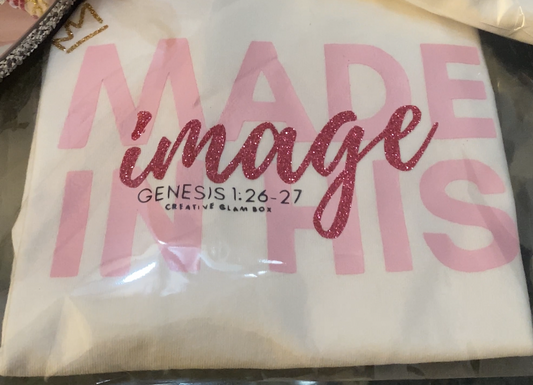 MADE
IN HIS
image
GENESIS 1:26-27
CREATIVE GLAM BOX